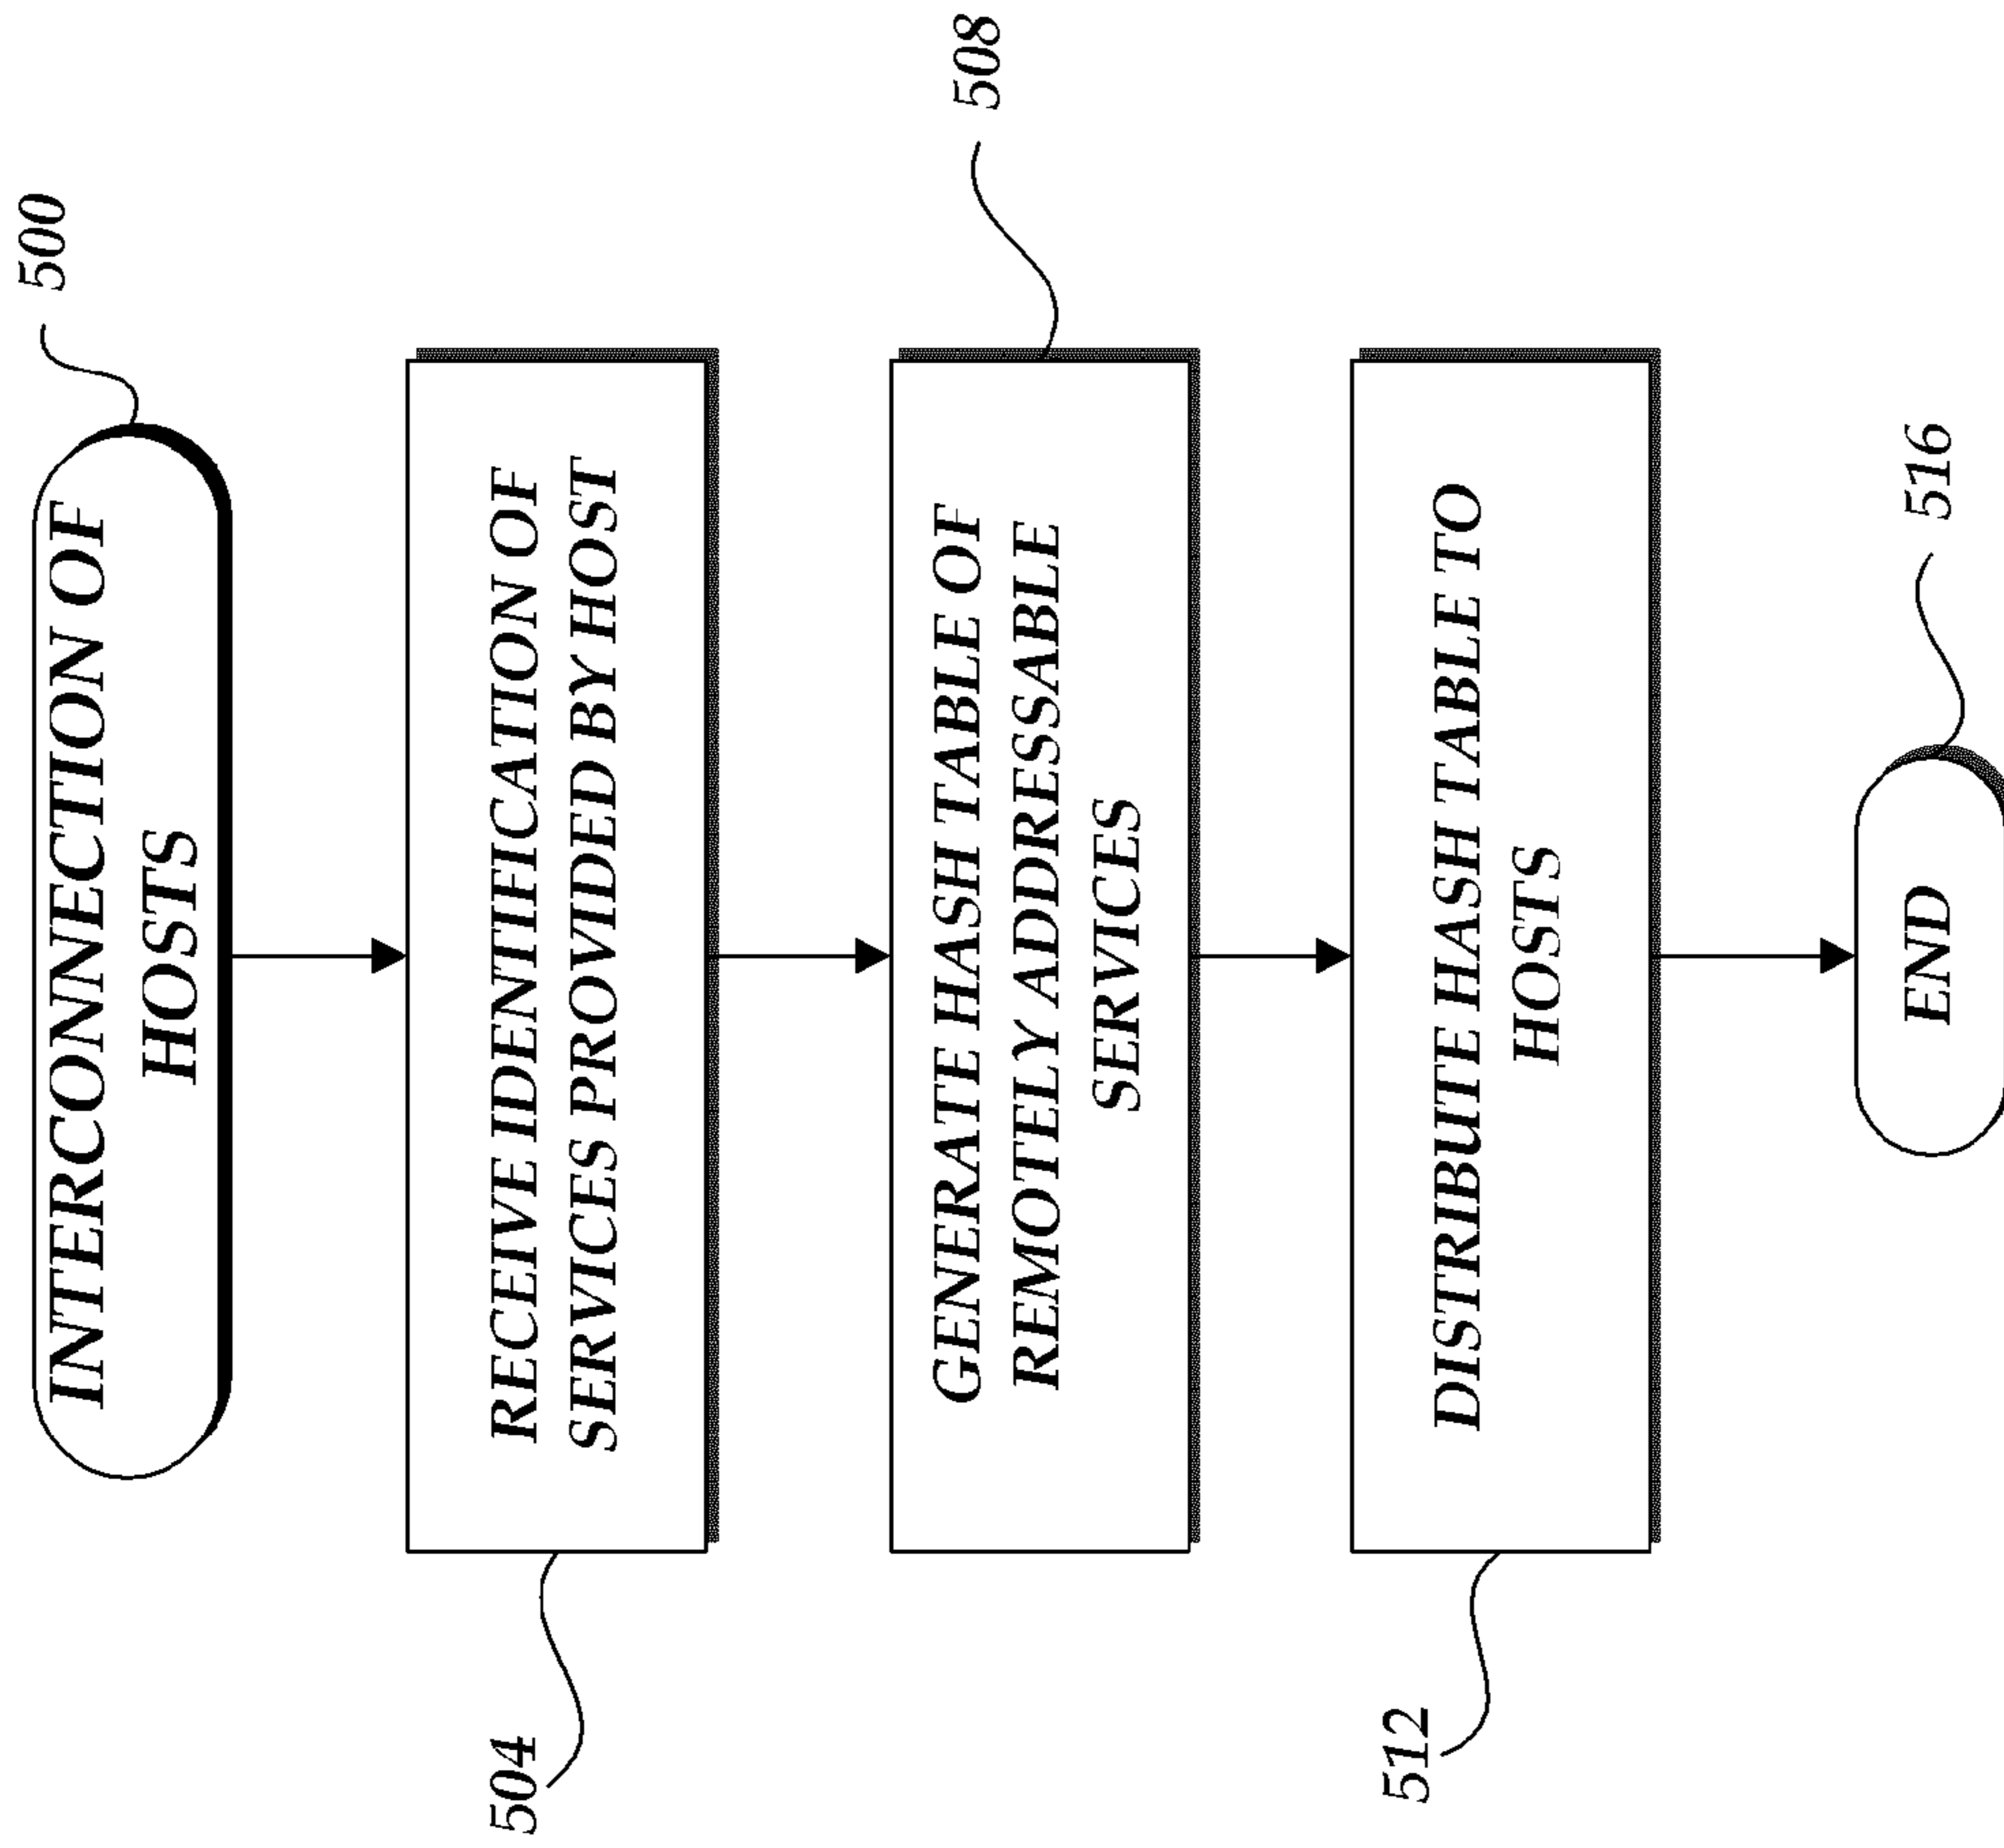 500
INTERCONNECTION OF
HOSTS
504
RECEIVE IDENTIFICATION OF
SERVICES PROVIDED BY HOST
508
GENERATE HASH TABLE OF
REMOTELY ADDRESSABLE
SERVICES
512
DISTRIBUTE HASH TABLE TO
HOSTS
516
END